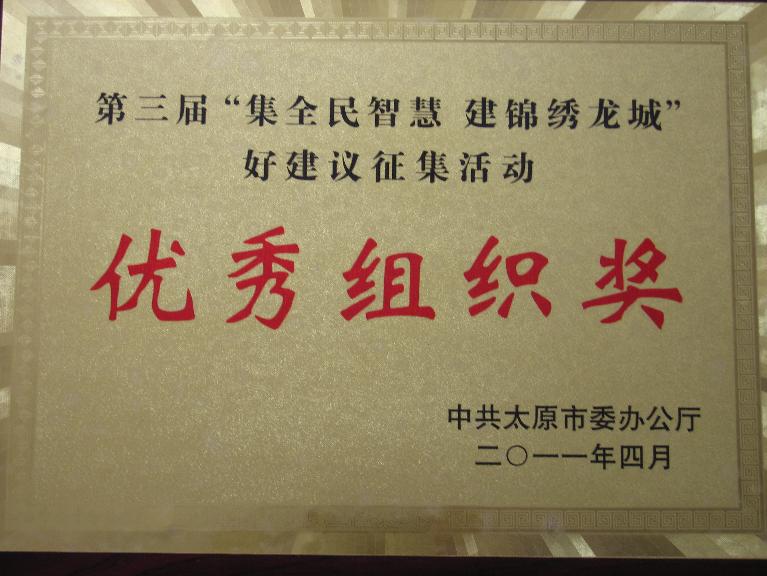 第三届“集全民智慧 建锦绣龙城”
好建议征集活动
优秀组织奖
中共太原市委办公厅
二〇一一年四月